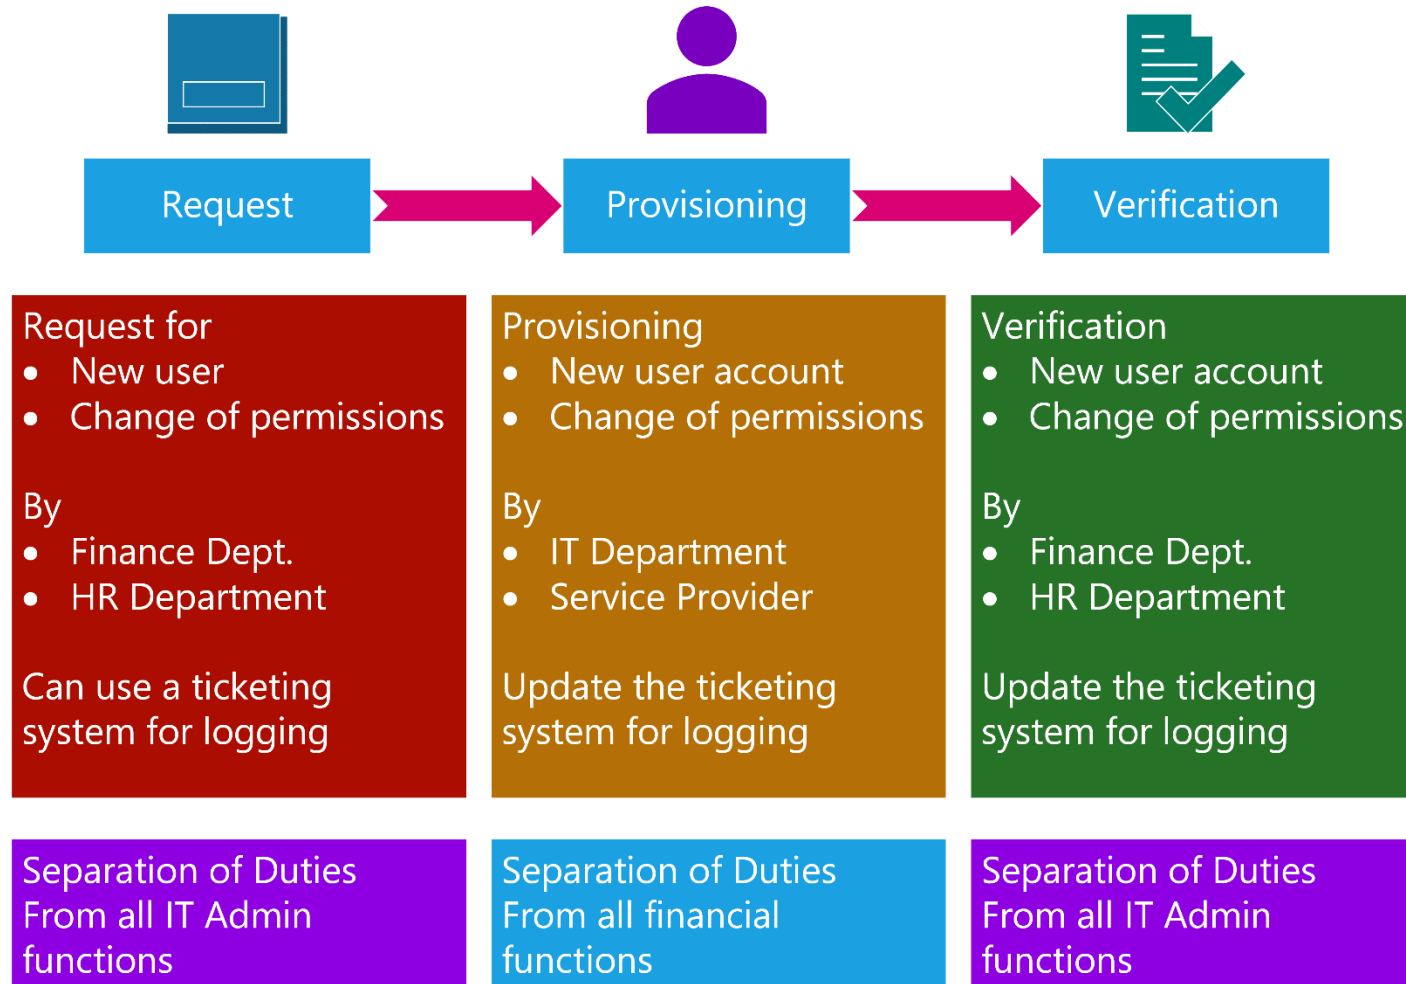 Request
Provisioning
Verification
Request for
• New user
• Change of permissions
By
• Finance Dept.
• HR Department
Can use a ticketing
system for logging
Provisioning
• New user account
• Change of permissions
By
• IT Department
• Service Provider
Update the ticketing
system for logging
Verification
• New user account
• Change of permissions
By
• Finance Dept.
• HR Department
Update the ticketing
system for logging
Separation of Duties
From all IT Admin
functions
Separation of Duties
From all financial
functions
Separation of Duties
From all IT Admin
functions